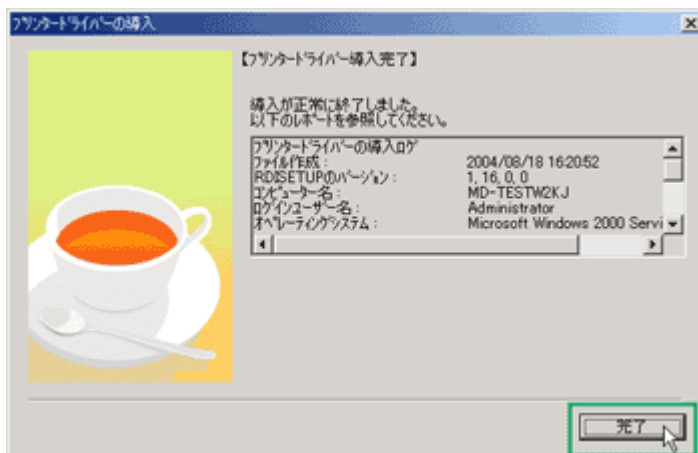 プリンタードライバーの導入
【プリンタードライバー導入完了】
導入が正常に終了しました。
以下のレポートを参照してください。
プリンタードライバーの導入ログ
ファイル作成: 2004/08/18 16:20:52
RDISETUPのバージョン: 1, 16, 0, 0
コンピューター名: MD-TESTW2KJ
ログインユーザー名: Administrator
オペレーティングシステム: Microsoft Windows 2000 Servi
完了